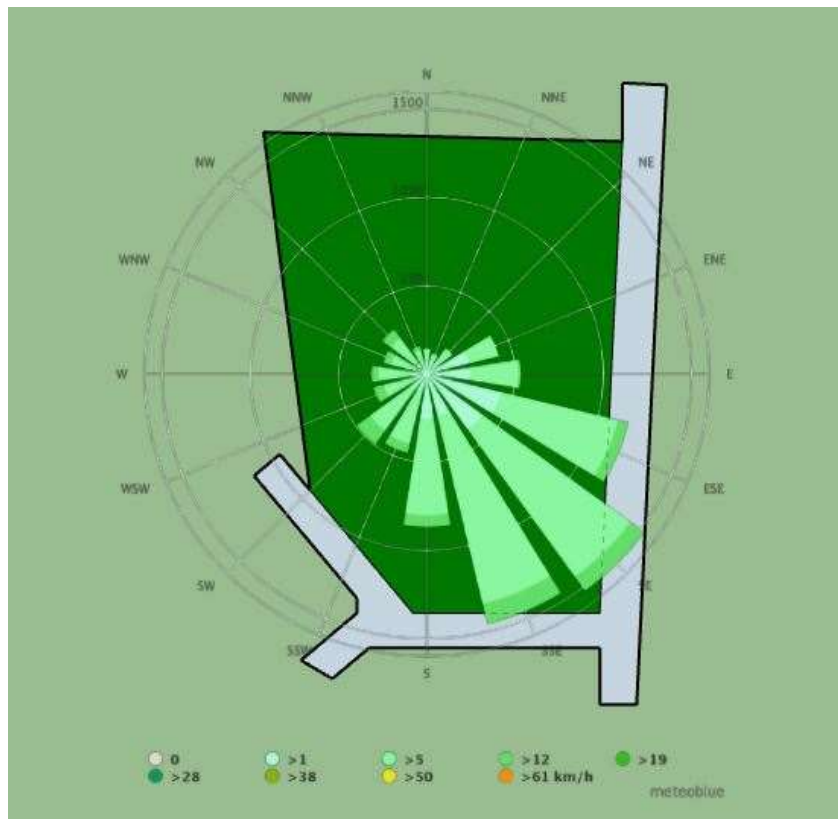 N
NNW
NNE
1500
NW
NE
WNW
ENE
W
E
WSW
ESE
SW
SE
SSW
SSE
S
0
>1
>5
>12
>19
>28
>38
>50
>61 km/h
meteoblue